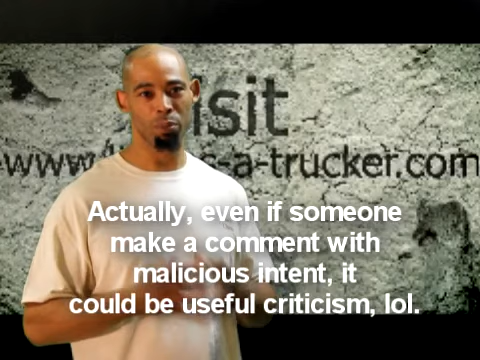 isit
www. s-a-trucker.com
Actually, even if someone
make a comment with
malicious intent, it
could be useful criticism, lol.